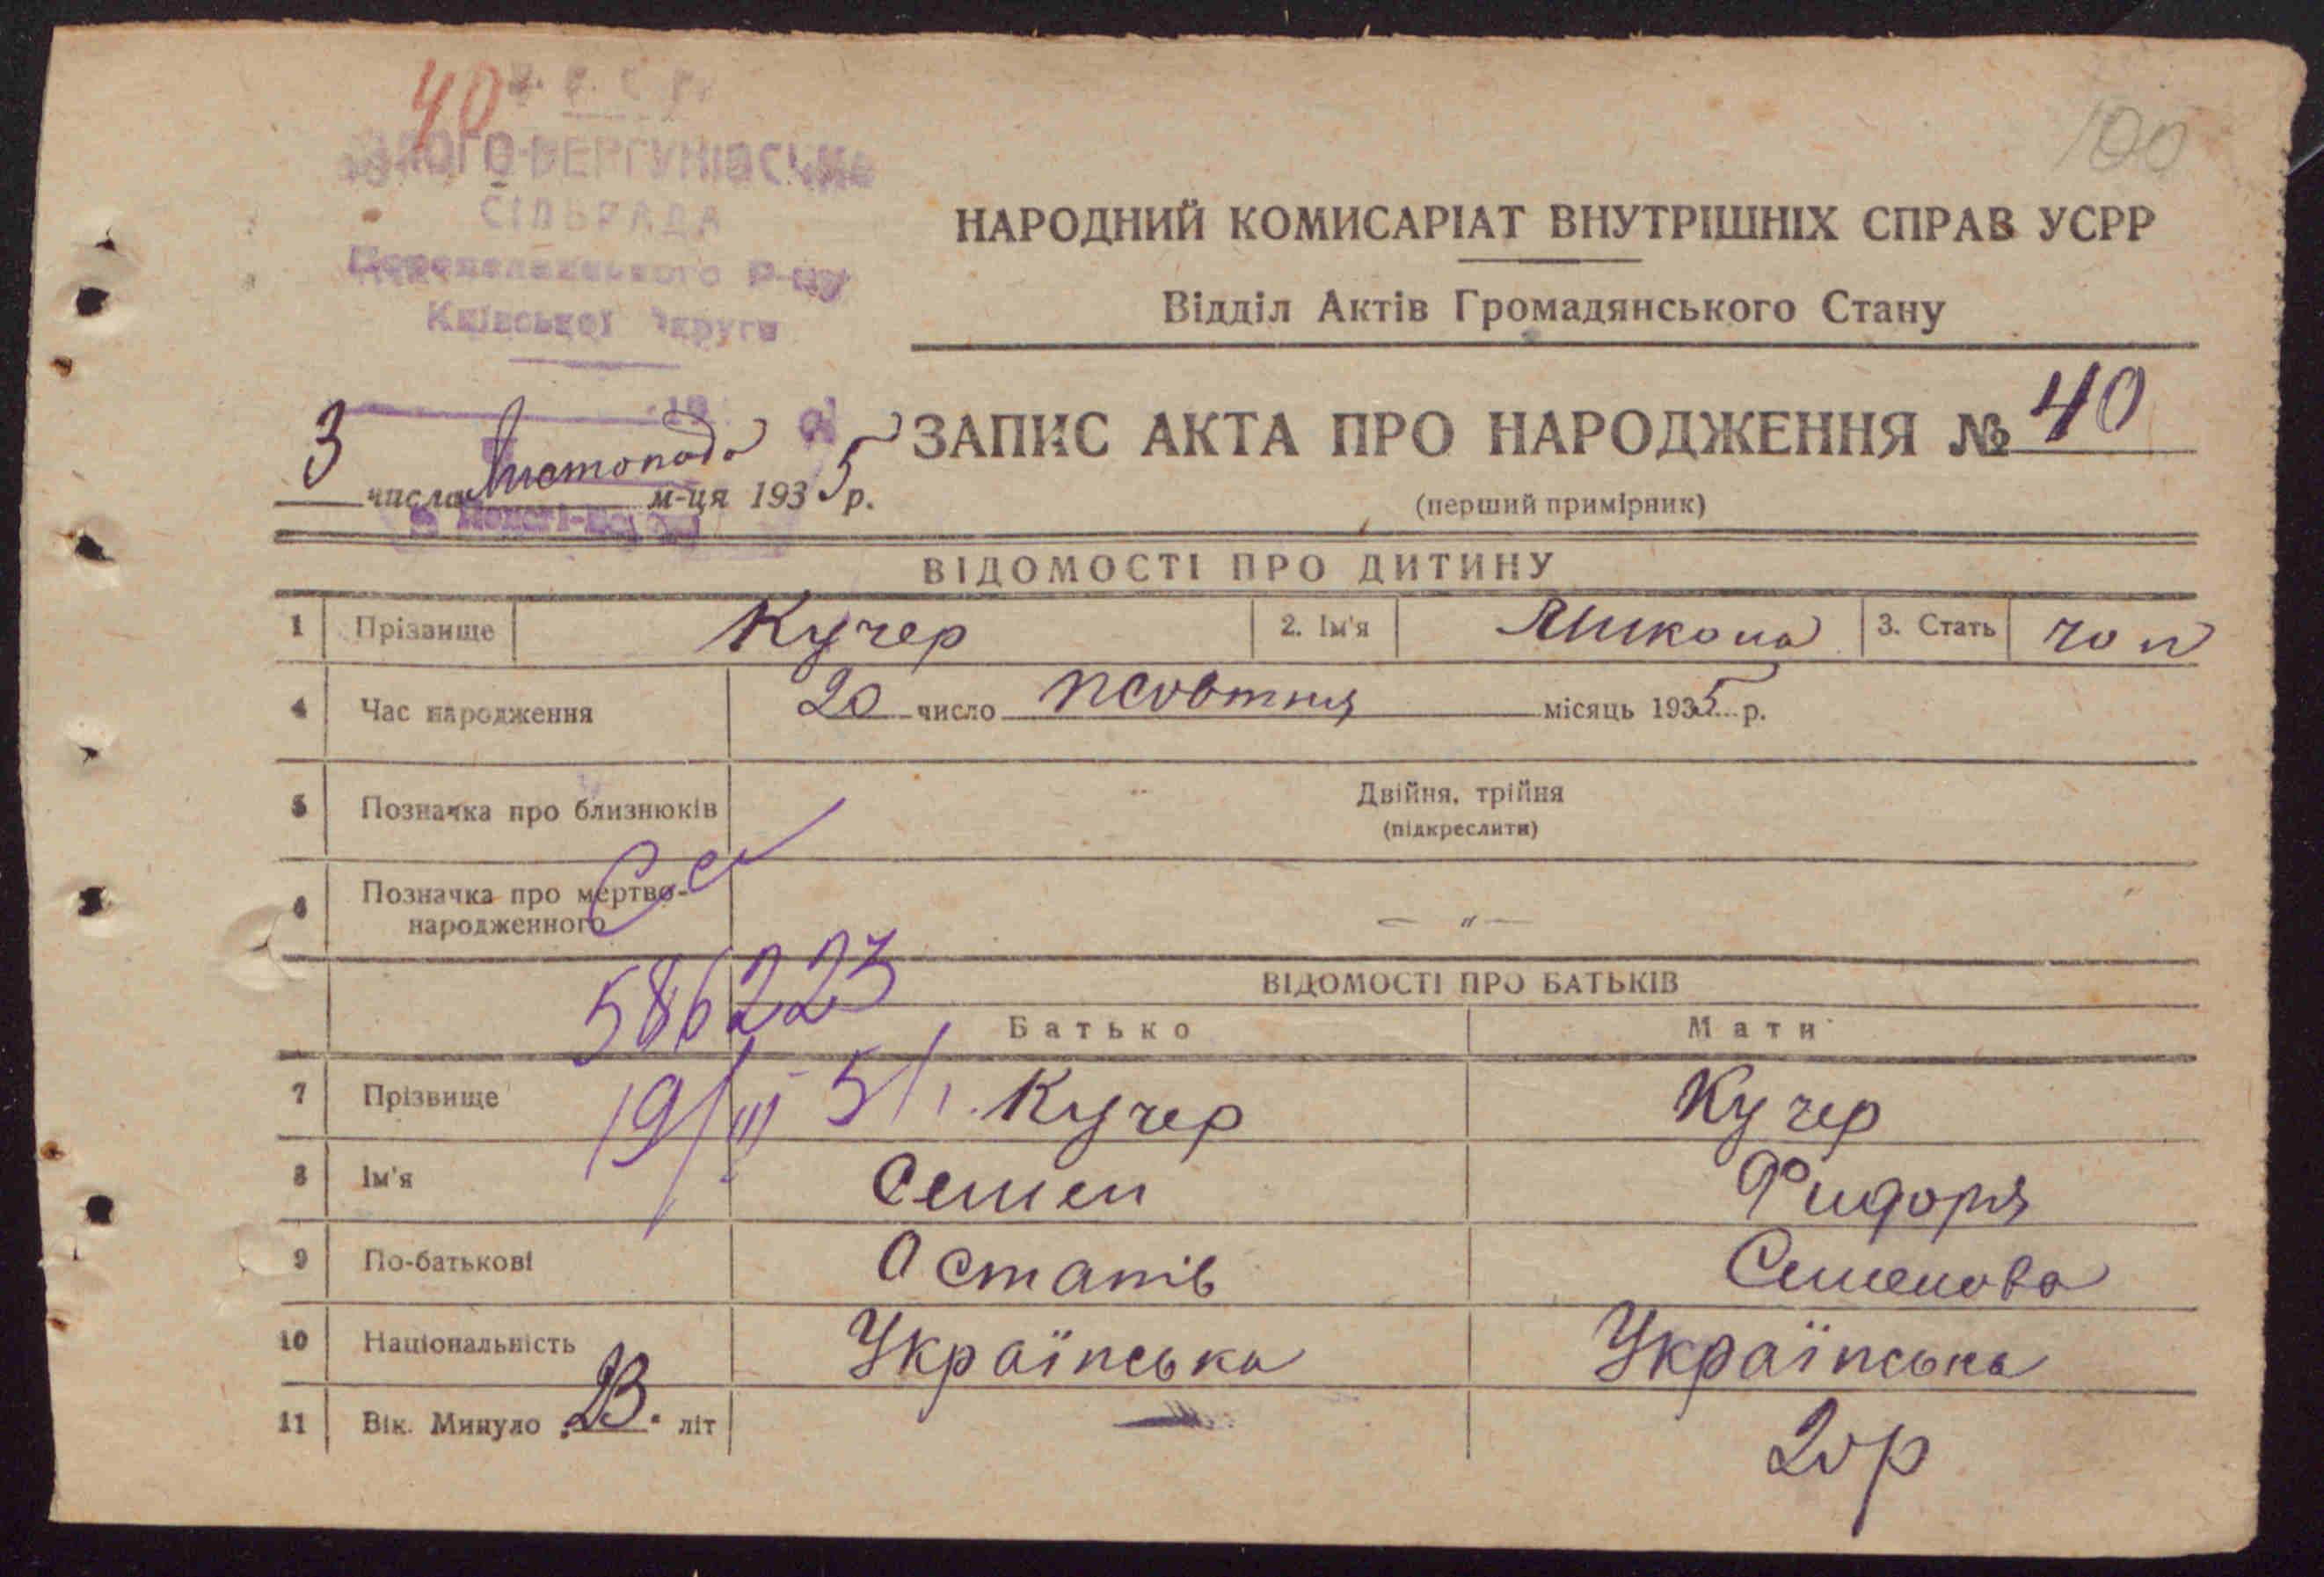 40
100
СІЛЬРАДА
Київської Округи
НАРОДНИЙ КОМИСАРІАТ ВНУТРІШНІХ СПРАВ УСРР
Відділ Актів Громадянського Стану
3 числа листопада м-ця 1935 р.
ЗАПИС АКТА ПРО НАРОДЖЕННЯ № 40
(перший примірник)
ВІДОМОСТІ ПРО ДИТИНУ
1 Прізвище Кучер 2. Ім'я Микола 3. Стать чол
4 Час народження 20 число жовтня місяць 1935 р.
5 Позначка про близнюків Двійня, трійня
(підкреслити)
6 Позначка про мертво-
народженного — „ —
586223
ВІДОМОСТІ ПРО БАТЬКІВ
Батько Мати
19/III 51
7 Прізвище Кучер Кучер
8 Ім'я Семен Фидора
9 По-батькові Остапів Семенова
10 Національність Українська Українська
11 Вік. Минуло 23. літ 20р